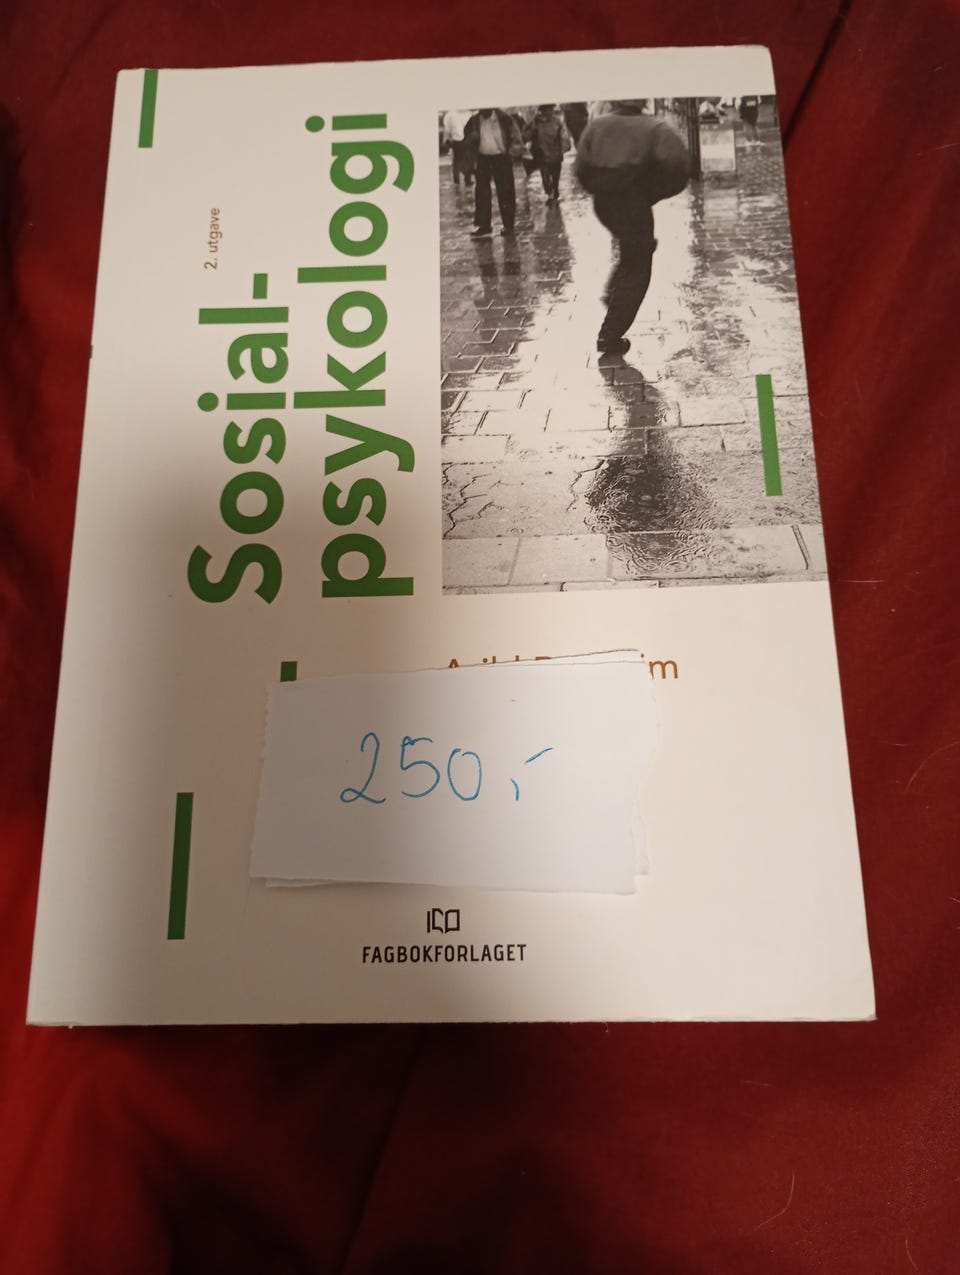 2. utgave
Sosial-
psykologi
250,-
FAGBOKFORLAGET